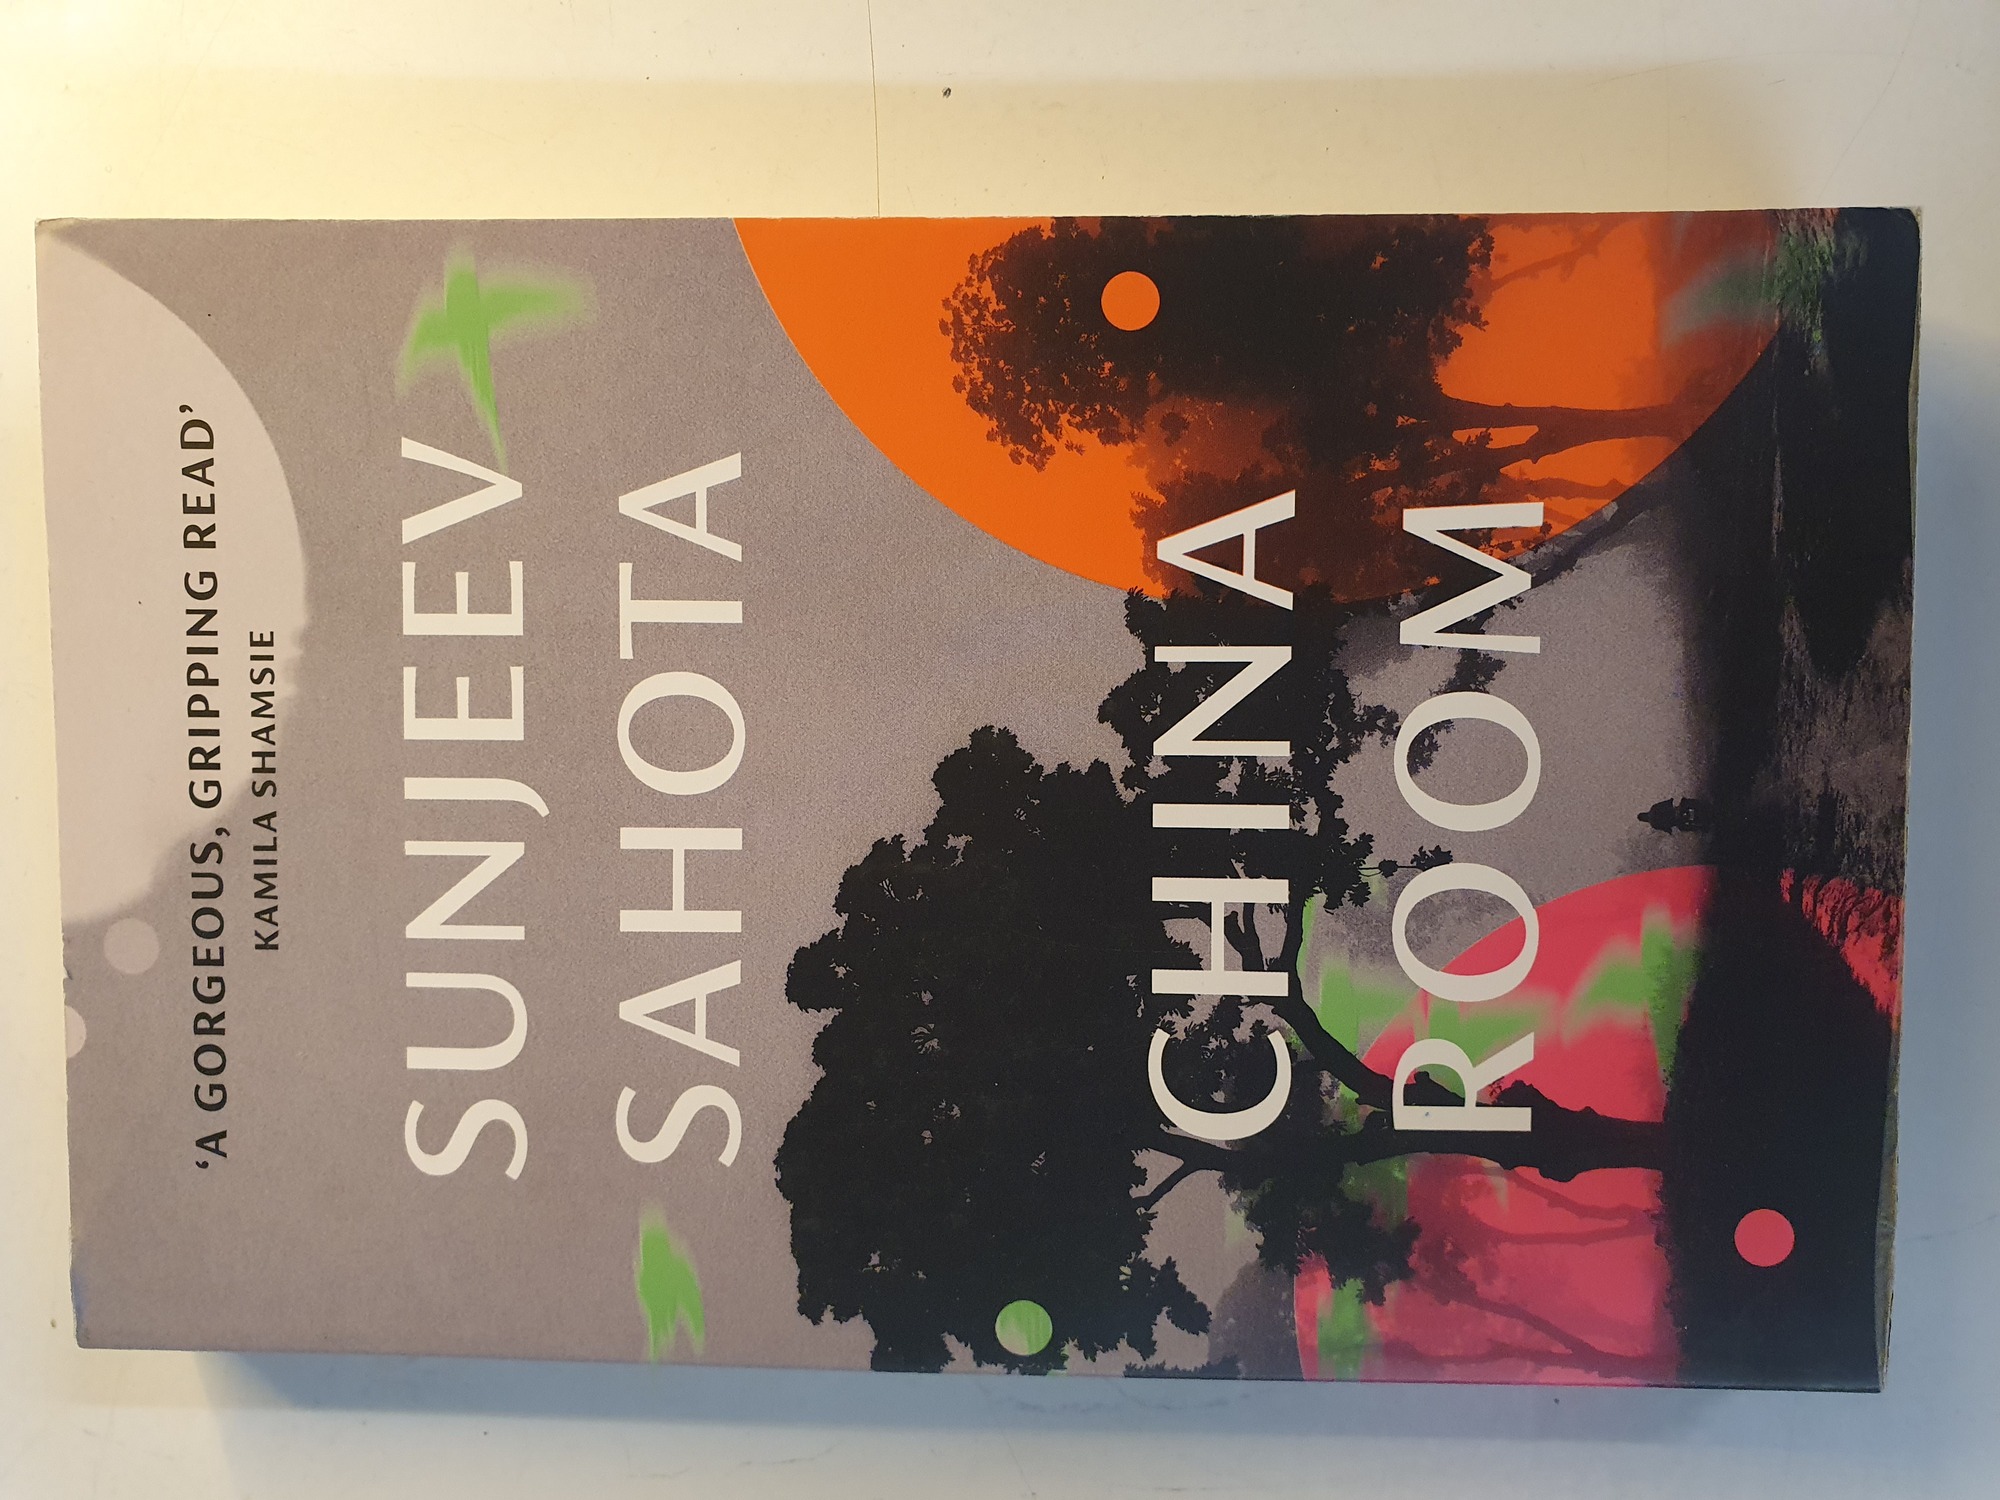 ‘A GORGEOUS, GRIPPING READ’
KAMILA SHAMSIE
SUNJEEV
SAHOTA
CHINA
ROOM